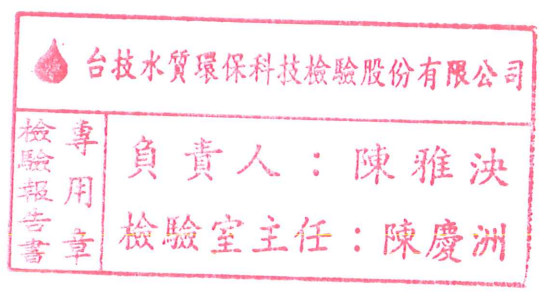 台技水質環保科技檢驗股份有限公司
檢驗報告書
專用章
負責人：陳雅泱
檢驗室主任：陳慶洲